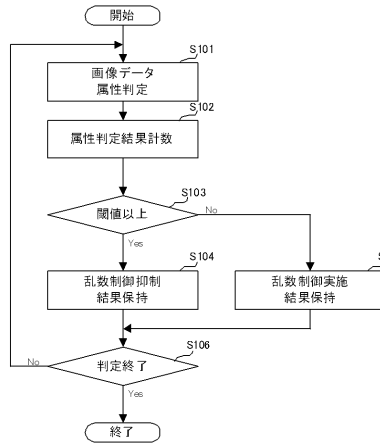 開始
S101
画像データ
属性判定
S102
属性判定結果計数
S103
閾値以上
No
Yes
S104
乱数制御抑制
結果保持
乱数制御実施
結果保持
S106
判定終了
No
Yes
終了